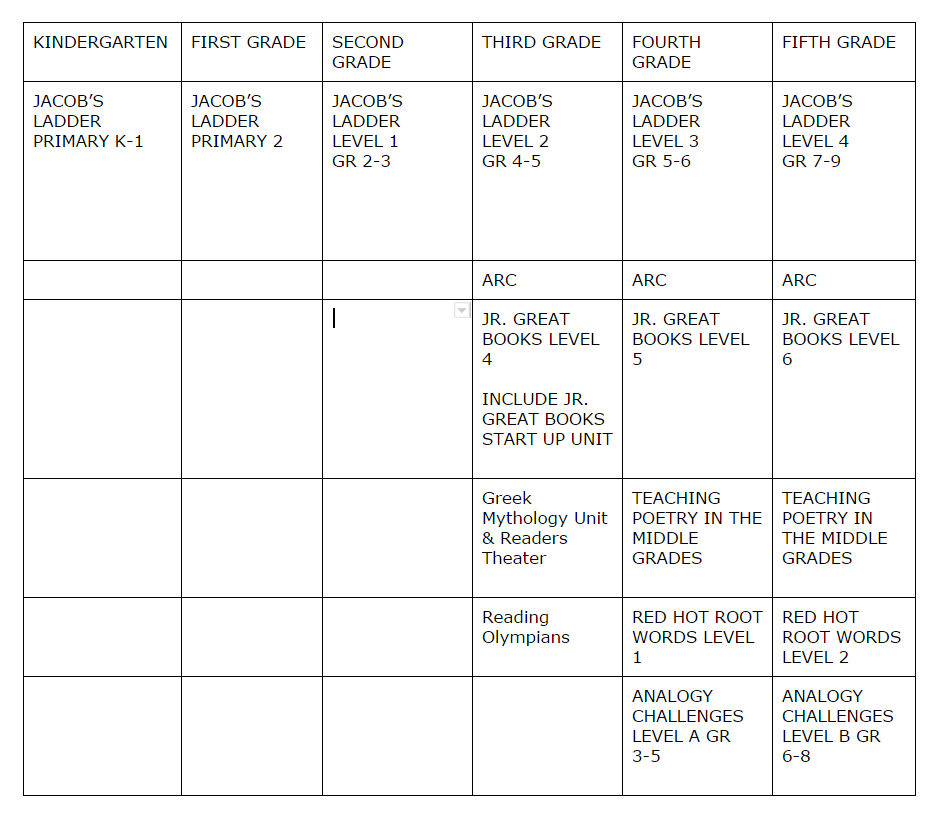 KINDERGARTEN
FIRST GRADE
SECOND
GRADE
THIRD GRADE
FOURTH
GRADE
FIFTH GRADE
JACOB’S
LADDER
PRIMARY K-1
JACOB’S
LADDER
PRIMARY 2
JACOB’S
LADDER
LEVEL 1
GR 2-3
JACOB’S
LADDER
LEVEL 2
GR 4-5
JACOB’S
LADDER
LEVEL 3
GR 5-6
JACOB’S
LADDER
LEVEL 4
GR 7-9
ARC
ARC
ARC
JR. GREAT
BOOKS LEVEL
4
INCLUDE JR.
GREAT BOOKS
START UP UNIT
JR. GREAT
BOOKS LEVEL
5
JR. GREAT
BOOKS LEVEL
6
Greek
Mythology Unit
& Readers
Theater
TEACHING
POETRY IN THE
MIDDLE
GRADES
TEACHING
POETRY IN
THE MIDDLE
GRADES
Reading
Olympians
RED HOT ROOT
WORDS LEVEL
1
RED HOT
ROOT WORDS
LEVEL 2
ANALOGY
CHALLENGES
LEVEL A GR
3-5
ANALOGY
CHALLENGES
LEVEL B GR
6-8